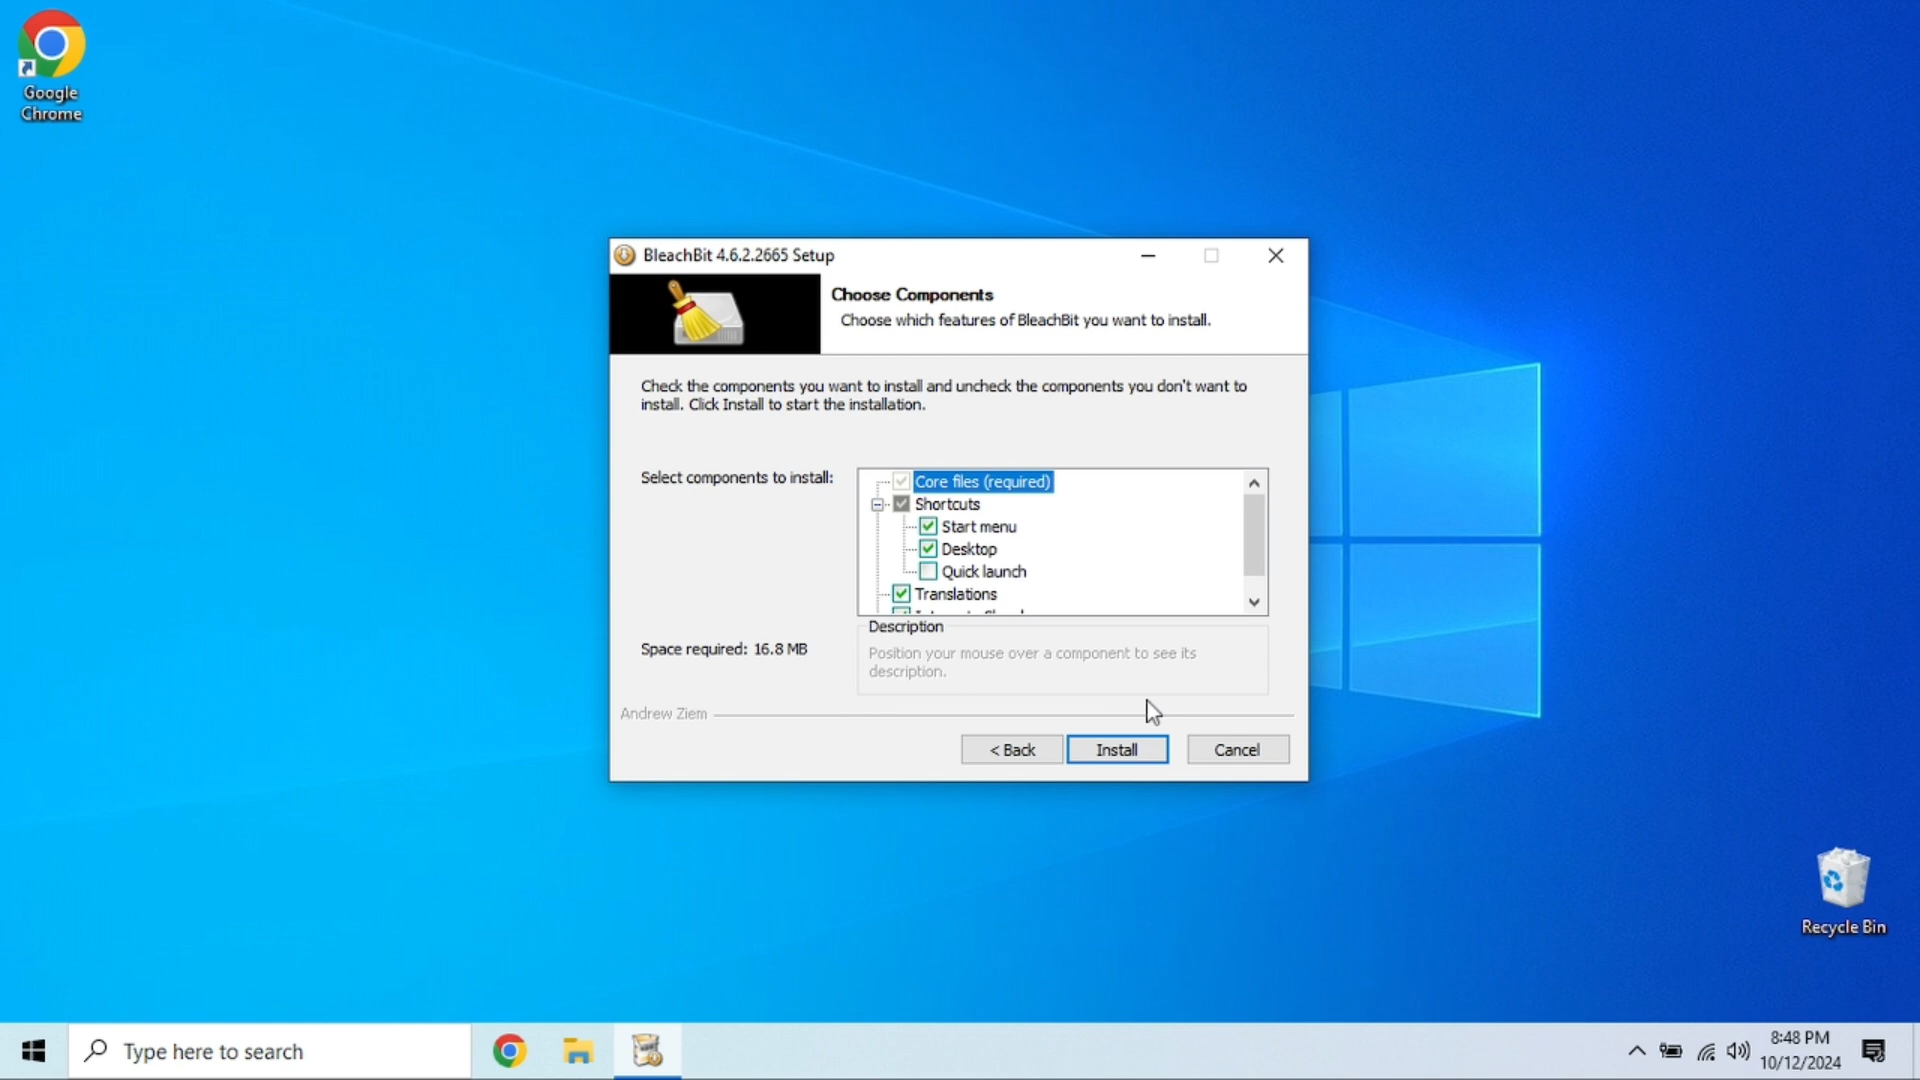 Google
Chrome
BleachBit 4.6.2.2665 Setup
Choose Components
Choose which features of BleachBit you want to install.
Check the components you want to install and uncheck the components you don't want to
install. Click Install to start the installation.
Select components to install:
Core files (required)
Shortcuts
Start menu
Desktop
Quick launch
Translations
Space required: 16.8 MB
Description
Position your mouse over a component to see its
description.
Andrew Ziem
< Back
Install
Cancel
Recycle Bin
Type here to search
8:48 PM
10/12/2024